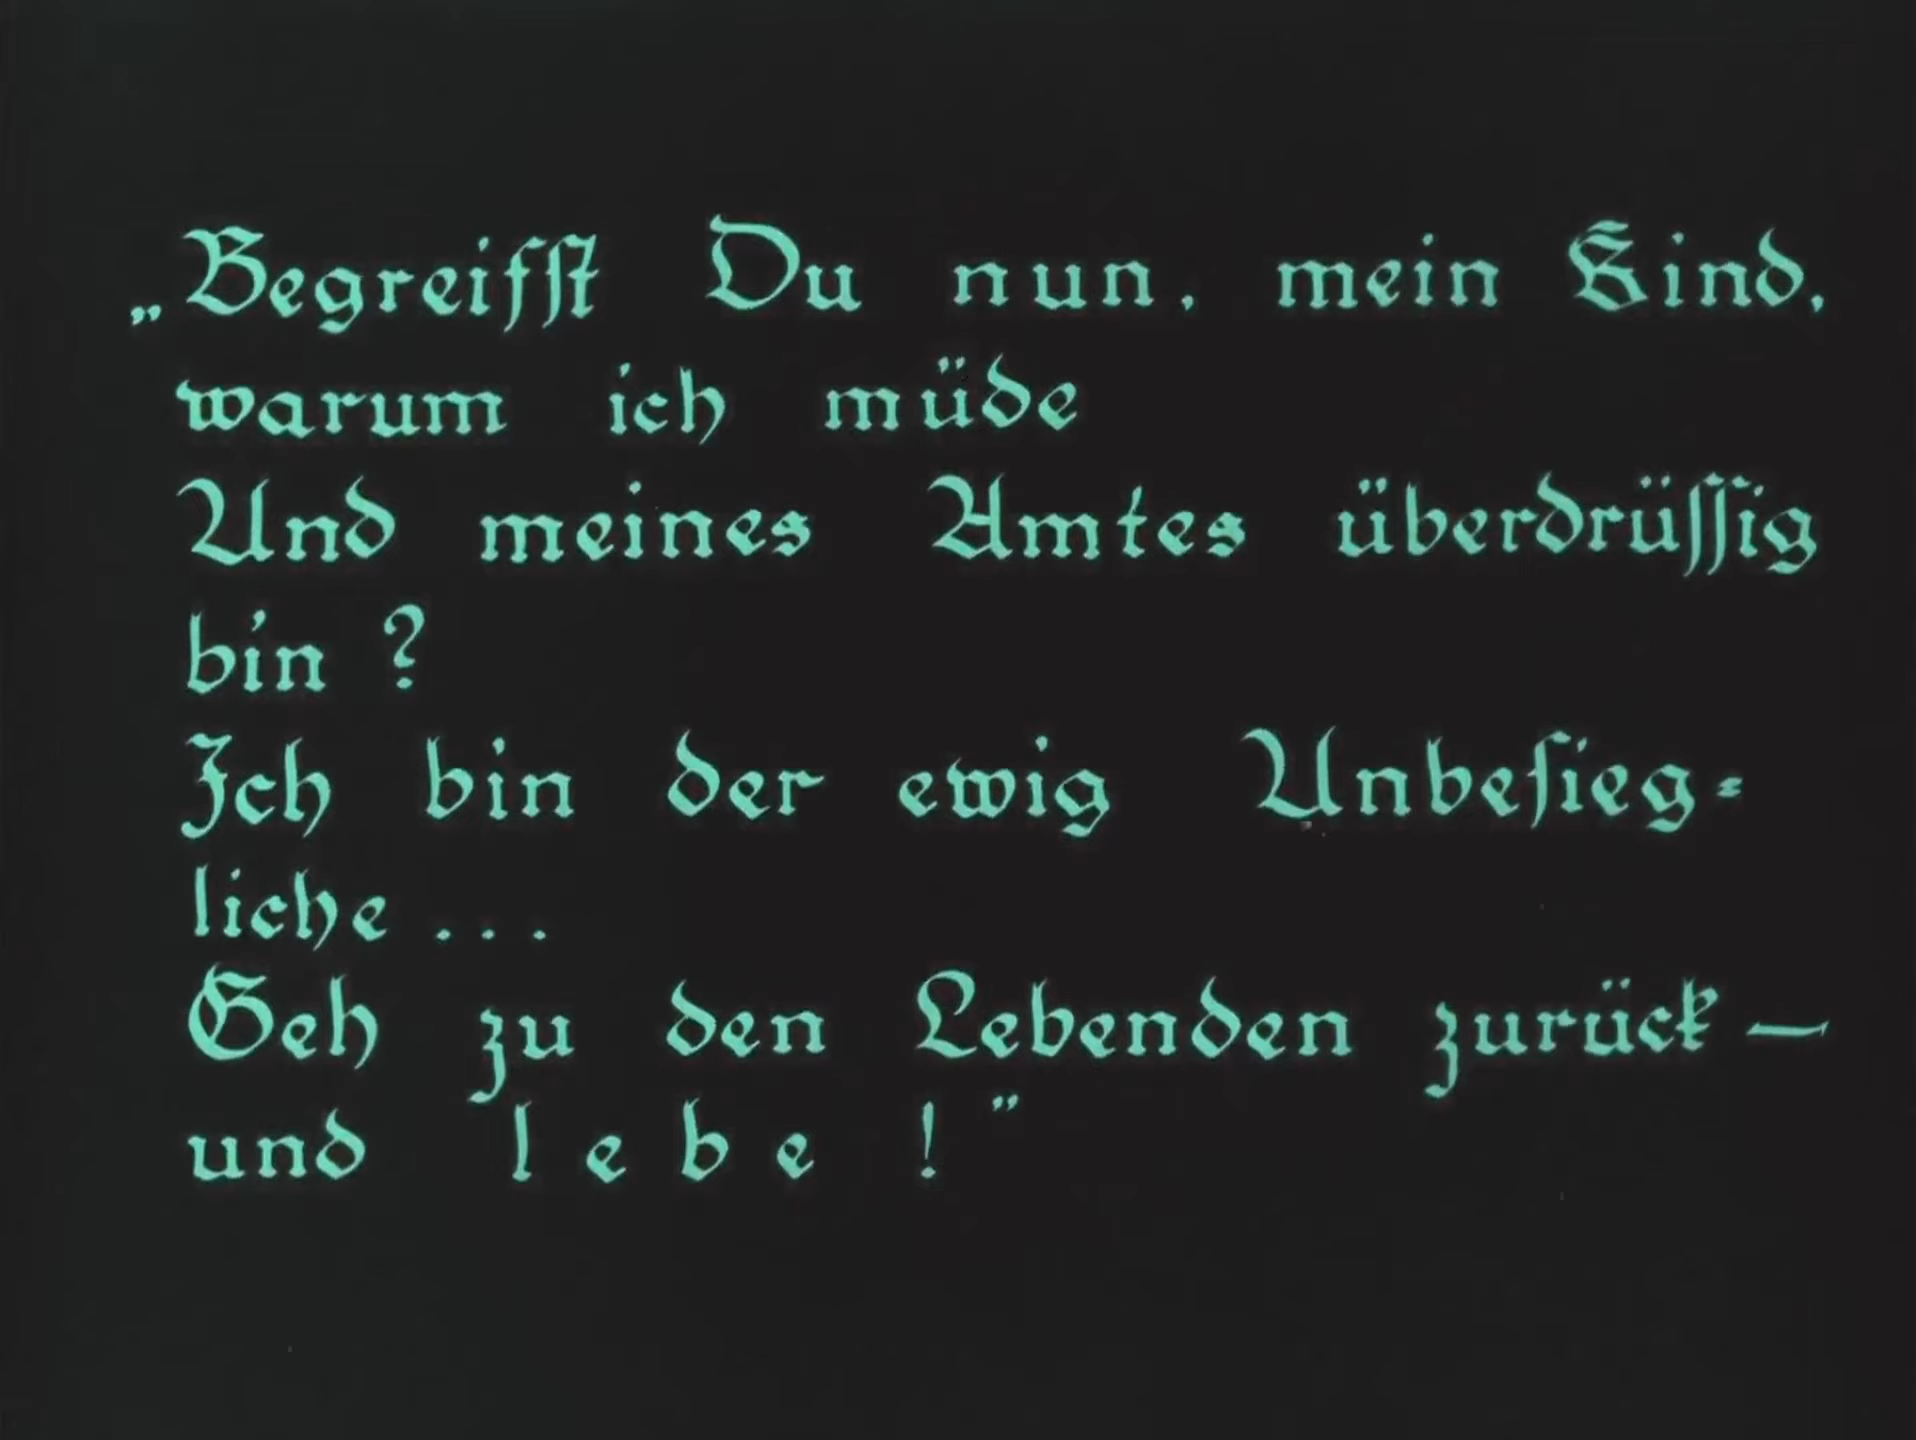 „Begreifſt Du nun, mein Kind,
warum ich müde
Und meines Amtes überdrüſſig
bin ?
Ich bin der ewig Unbeſieg⸗
liche ...
Geh zu den Lebenden zurück —
und lebe !”